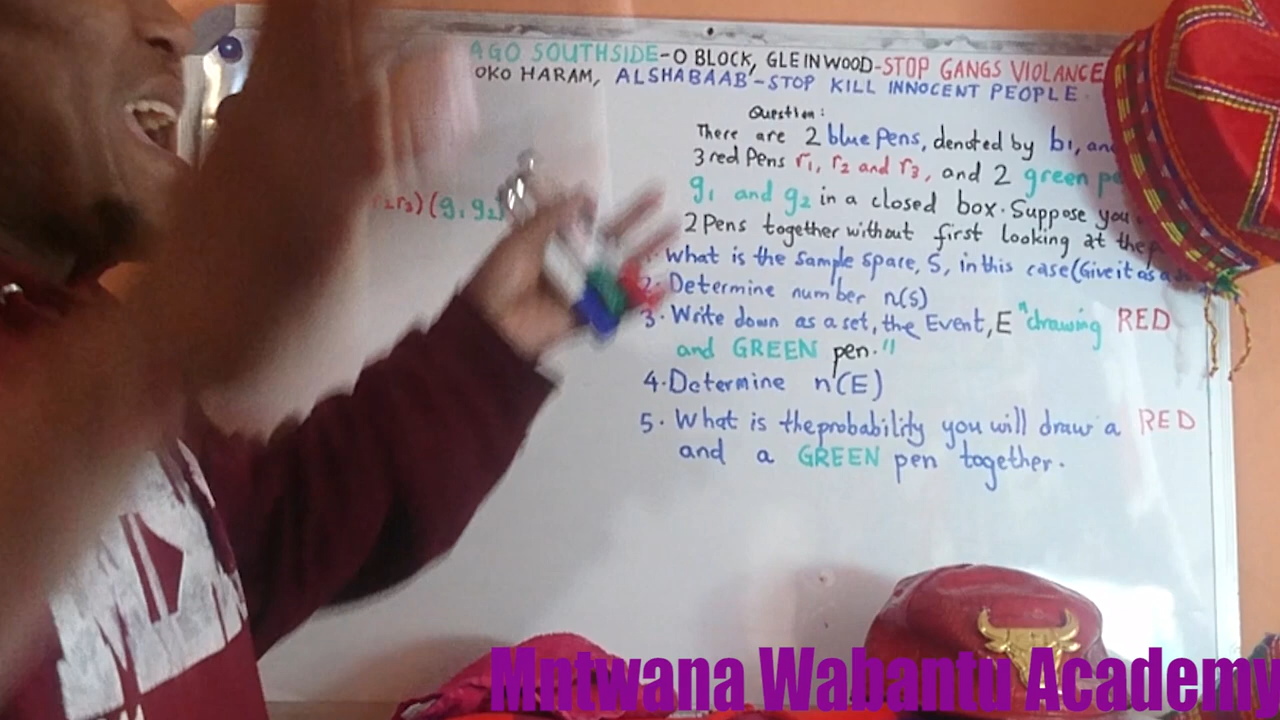 AGO SOUTHSIDE-O BLOCK, GLEINWOOD-STOP GANGS VIOLANCE
OKO HARAM, ALSHABAAB-STOP KILL INNOCENT PEOPLE
Question:
There are 2 blue Pens, denoted by b1, and
3 red Pens r1, r2 and r3, and 2 green pe
g1 and g2 in a closed box. Suppose you
2 Pens together without first looking at the p
1. What is the sample space, S, in this case (Give it as a
2. Determine number n(S)
3. Write down as a set, the Event, E "drawing RED
and GREEN pen."
4. Determine n(E)
5. What is the probability you will draw a RED
and a GREEN pen together.
r2r3) (g1 g2)
Mntwana Wabantu Academy